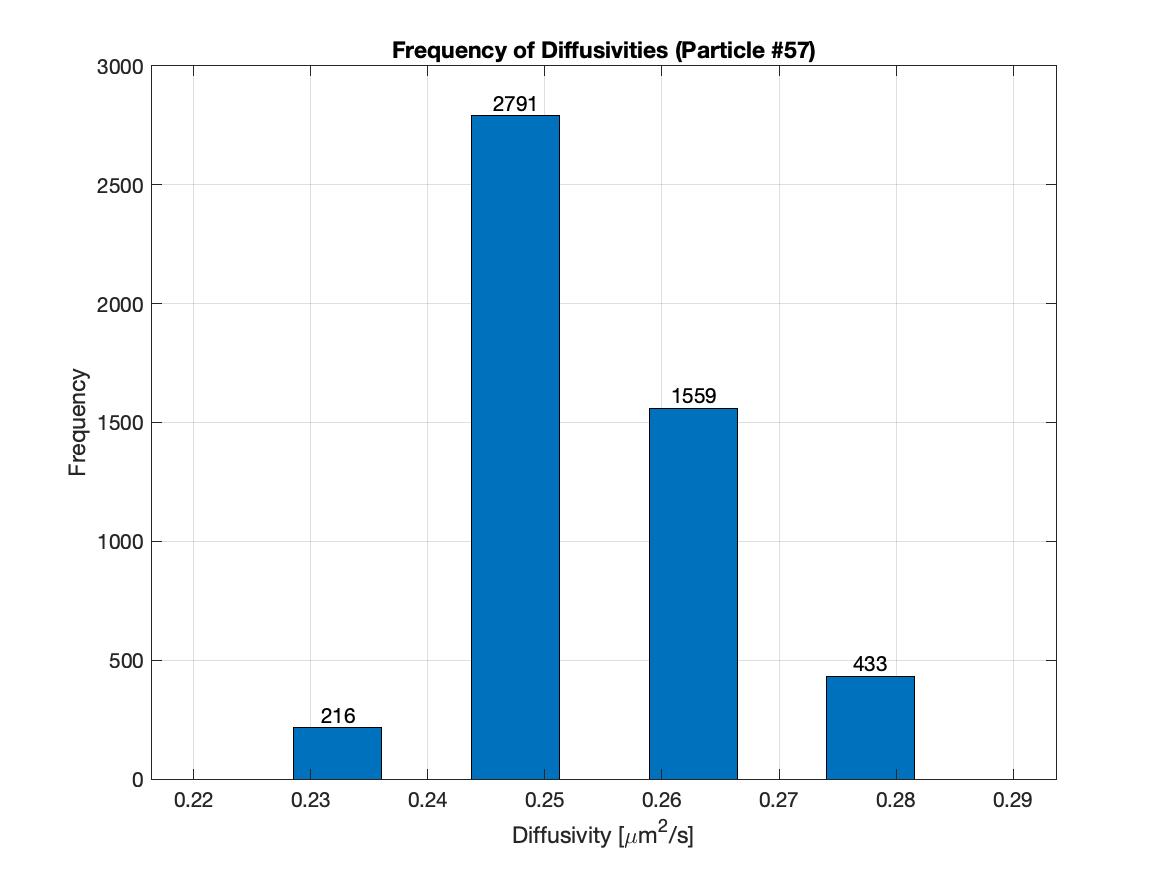 Frequency of Diffusivities (Particle #57)
3000
2791
2500
2000
1559
1500
1000
500
433
216
0
0.22 0.23 0.24 0.25 0.26 0.27 0.28 0.29
Frequency
Diffusivity [μm²/s]